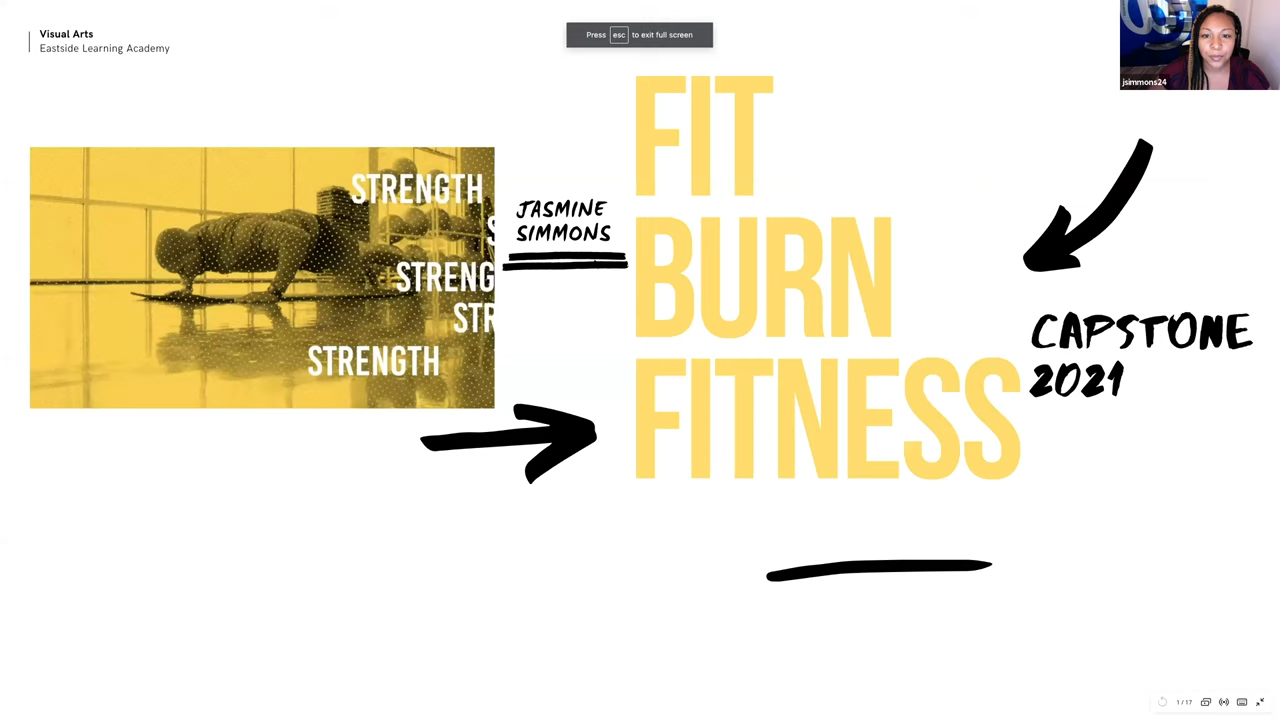 Visual Arts
Eastside Learning Academy
Press esc to exit full screen
jsimmons24
STRENGTH
S
STRENG
STR
STRENGTH
JASMINE
SIMMONS
FIT
BURN
FITNESS
CAPSTONE
2021
1 / 17